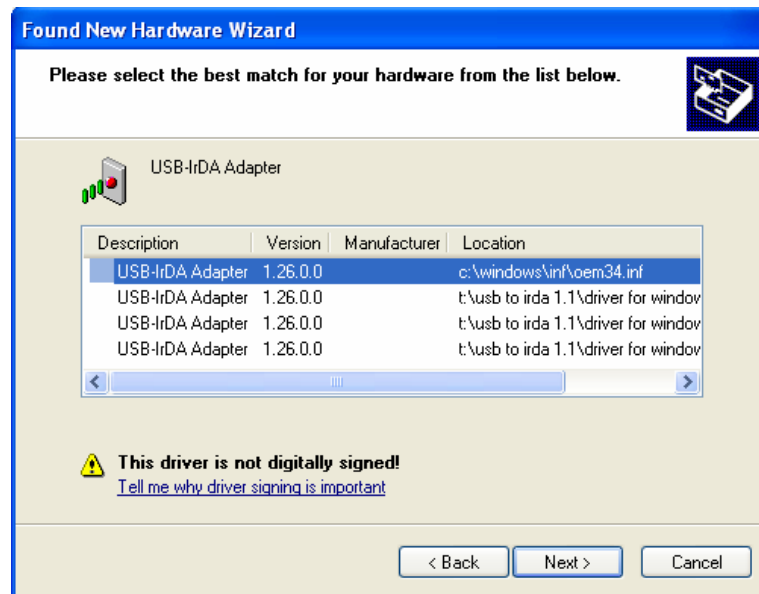 Found New Hardware Wizard
Please select the best match for your hardware from the list below.
USB-IrDA Adapter
Description Version Manufacturer Location
USB-IrDA Adapter 1.26.0.0 c:\windows\inf\oem34.inf
USB-IrDA Adapter 1.26.0.0 t:\usb to irda 1.1\driver for window
USB-IrDA Adapter 1.26.0.0 t:\usb to irda 1.1\driver for window
USB-IrDA Adapter 1.26.0.0 t:\usb to irda 1.1\driver for window
This driver is not digitally signed!
Tell me why driver signing is important
< Back Next > Cancel